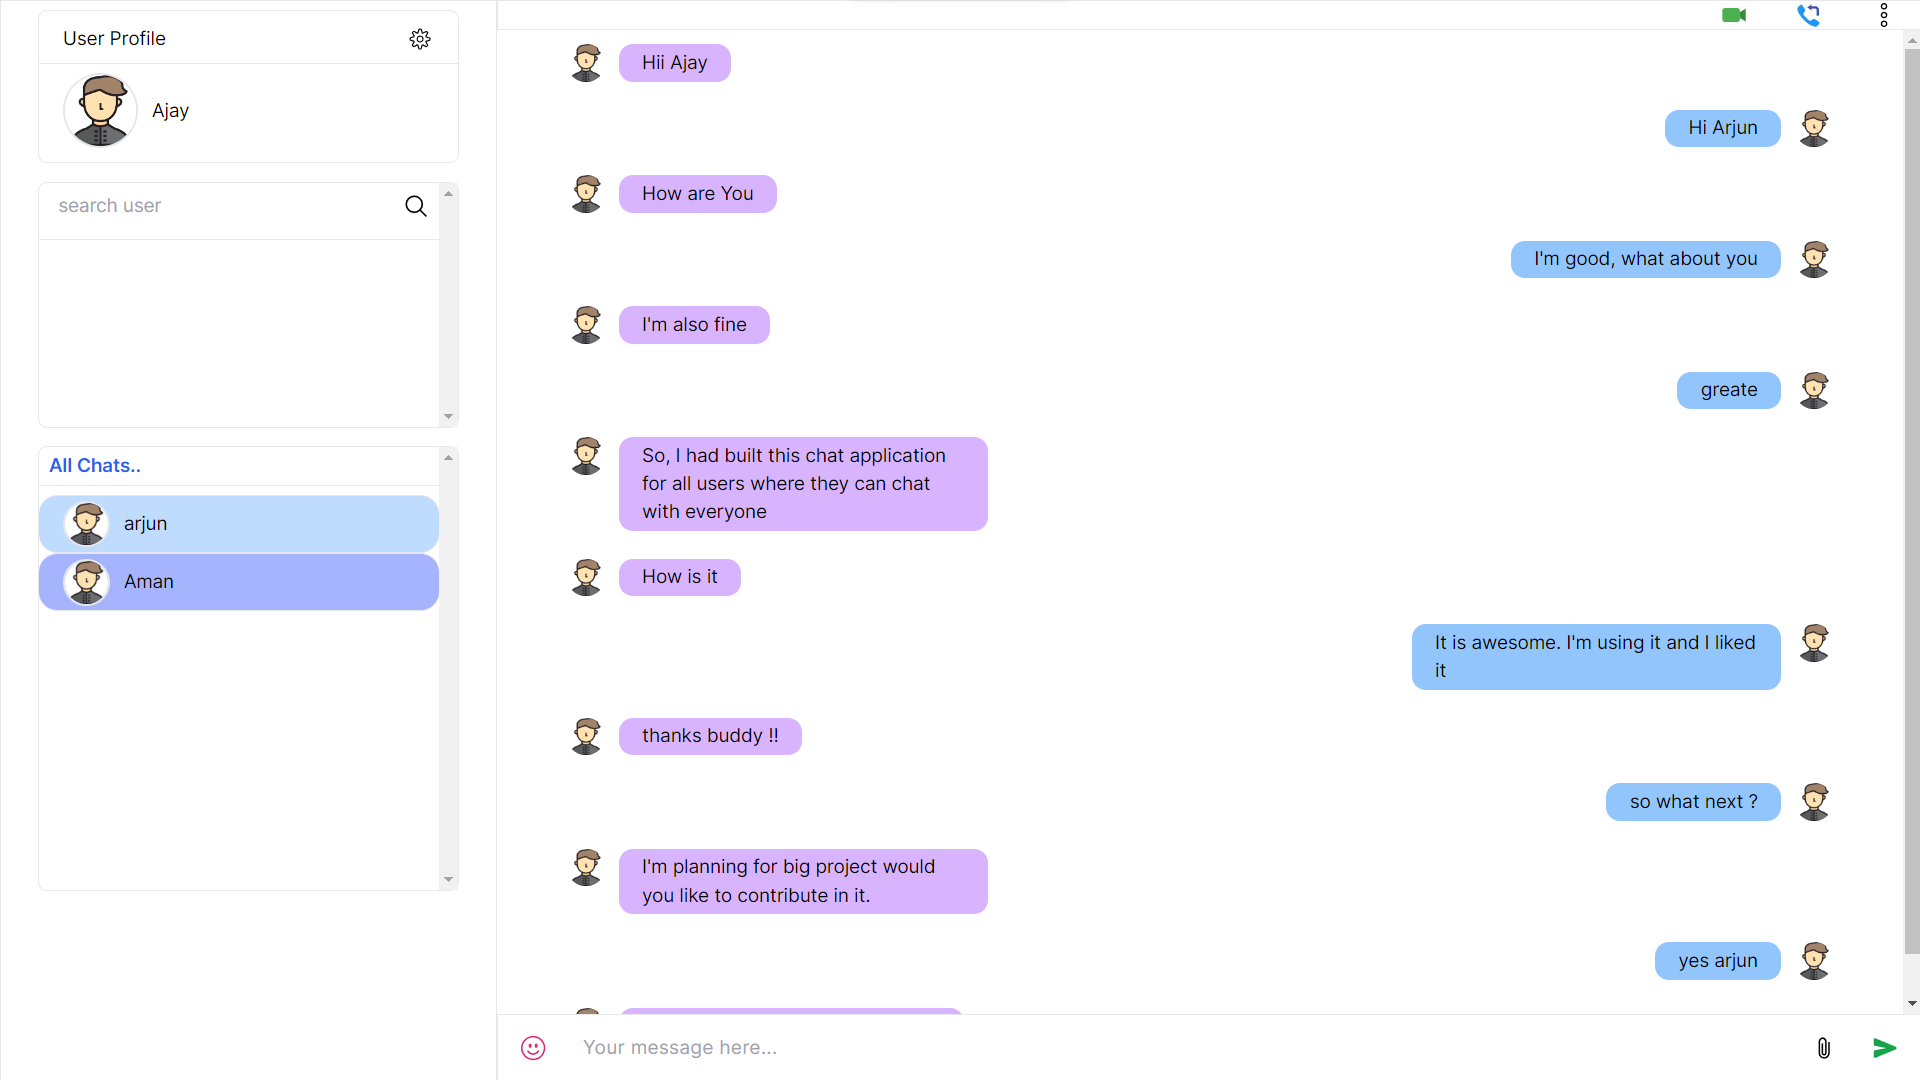 User Profile
Ajay
search user
All Chats..
arjun
Aman
Hii Ajay
Hi Arjun
How are You
I'm good, what about you
I'm also fine
greate
So, I had built this chat application
for all users where they can chat
with everyone
How is it
It is awesome. I'm using it and I liked
it
thanks buddy !!
so what next ?
I'm planning for big project would
you like to contribute in it.
yes arjun
Your message here...